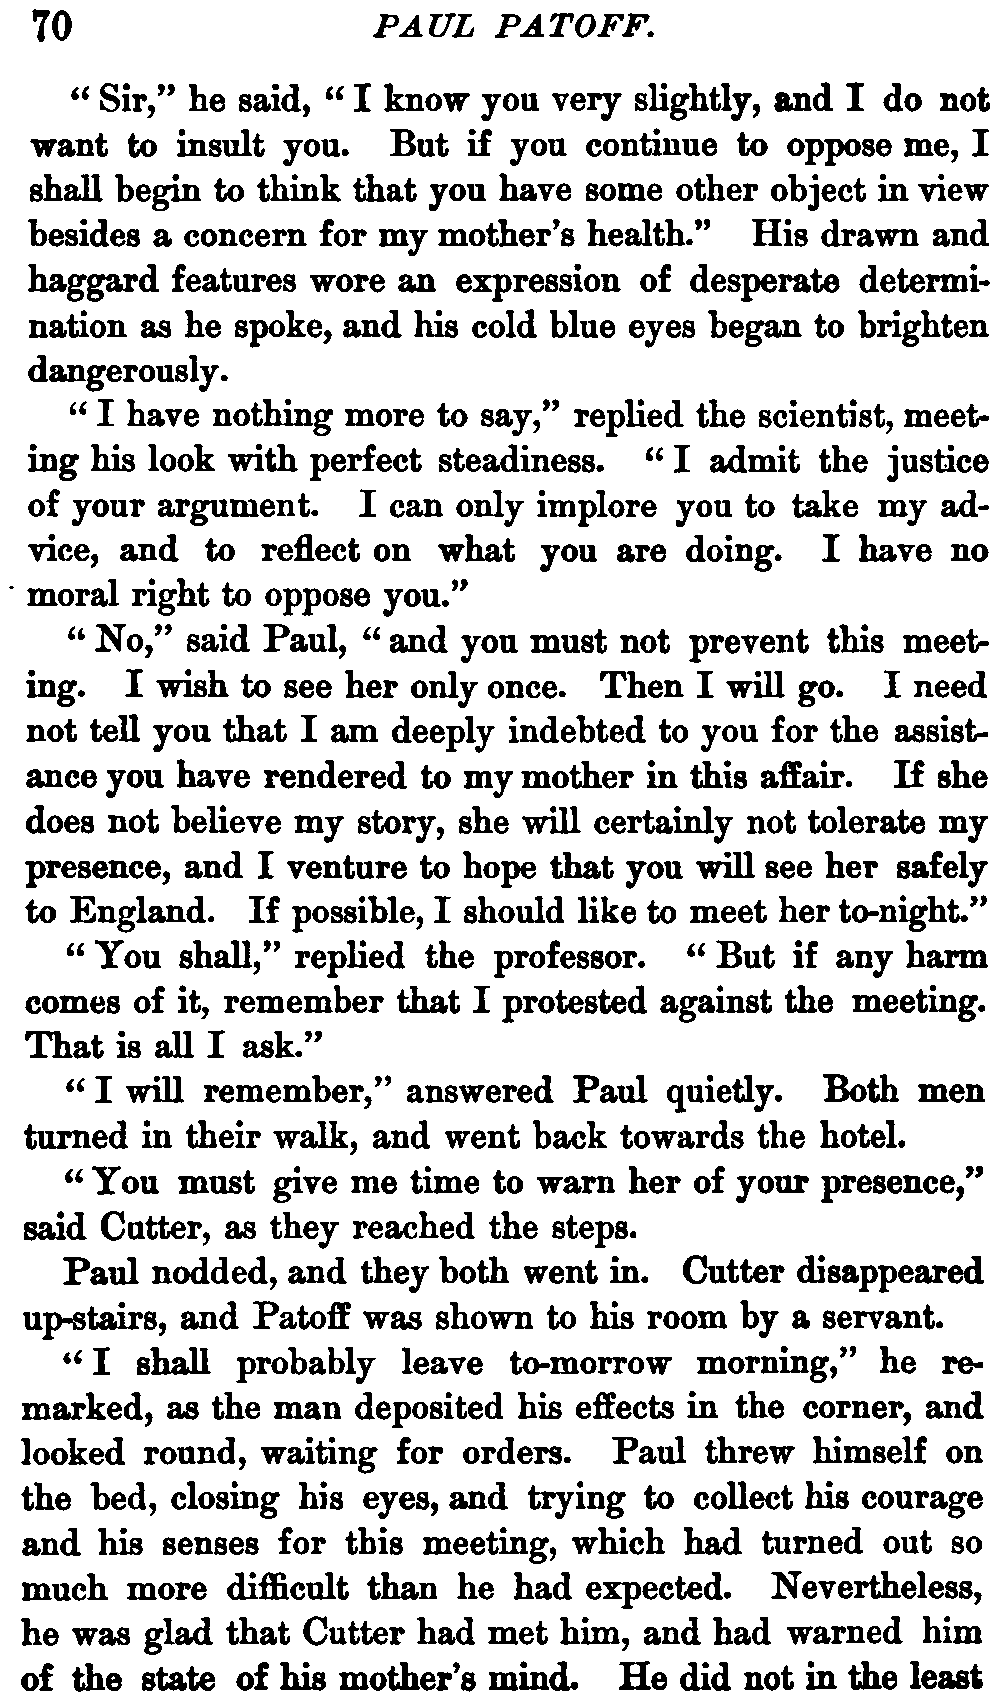 70 PAUL PATOFF.
“Sir,” he said, “I know you very slightly, and I do not
want to insult you. But if you continue to oppose me, I
shall begin to think that you have some other object in view
besides a concern for my mother’s health.” His drawn and
haggard features wore an expression of desperate determi-
nation as he spoke, and his cold blue eyes began to brighten
dangerously.
“I have nothing more to say,” replied the scientist, meet-
ing his look with perfect steadiness. “I admit the justice
of your argument. I can only implore you to take my ad-
vice, and to reflect on what you are doing. I have no
moral right to oppose you.”
“No,” said Paul, “and you must not prevent this meet-
ing. I wish to see her only once. Then I will go. I need
not tell you that I am deeply indebted to you for the assist-
ance you have rendered to my mother in this affair. If she
does not believe my story, she will certainly not tolerate my
presence, and I venture to hope that you will see her safely
to England. If possible, I should like to meet her to-night.”
“You shall,” replied the professor. “But if any harm
comes of it, remember that I protested against the meeting.
That is all I ask.”
“I will remember,” answered Paul quietly. Both men
turned in their walk, and went back towards the hotel.
“You must give me time to warn her of your presence,”
said Cutter, as they reached the steps.
Paul nodded, and they both went in. Cutter disappeared
up-stairs, and Patoff was shown to his room by a servant.
“I shall probably leave to-morrow morning,” he re-
marked, as the man deposited his effects in the corner, and
looked round, waiting for orders. Paul threw himself on
the bed, closing his eyes, and trying to collect his courage
and his senses for this meeting, which had turned out so
much more difficult than he had expected. Nevertheless,
he was glad that Cutter had met him, and had warned him
of the state of his mother’s mind. He did not in the least